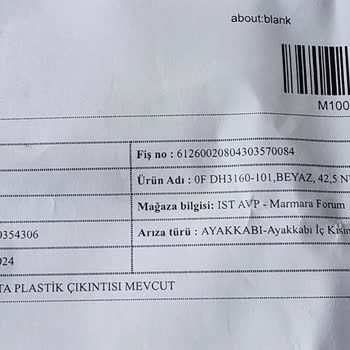 about:blank
M100
Fiş no : 61260020804303570084
Ürün Adı : 0F DH3160-101,BEYAZ, 42,5 N
Mağaza bilgisi: IST AVP - Marmara Forum
0354306
Arıza türü : AYAKKABI-Ayakkabı İç Kısım
024
TA PLASTİK ÇIKINTISI MEVCUT